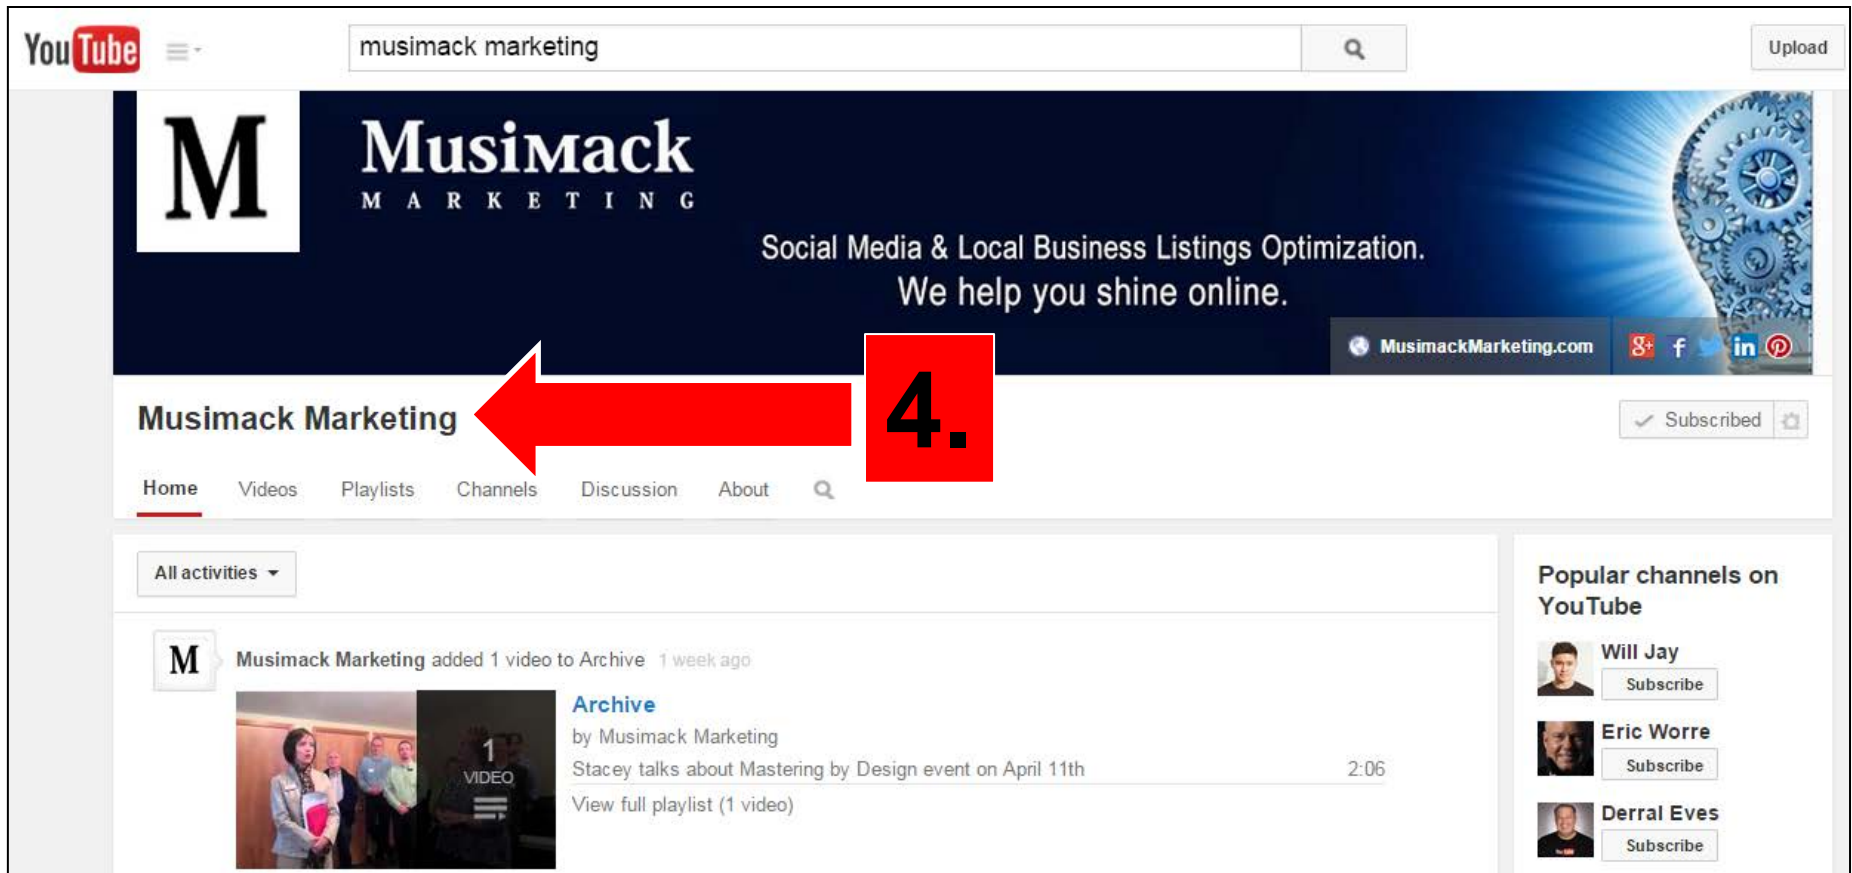 YouTube
musimack marketing
Upload
M
Musimack
MARKETING
Social Media & Local Business Listings Optimization.
We help you shine online.
MusimackMarketing.com
8+ f in
4.
Musimack Marketing
Subscribed
Home Videos Playlists Channels Discussion About
All activities
Popular channels on
YouTube
M
Musimack Marketing added 1 video to Archive 1 week ago
1
VIDEO
Archive
by Musimack Marketing
Stacey talks about Mastering by Design event on April 11th 2:06
View full playlist (1 video)
Will Jay
Subscribe
Eric Worre
Subscribe
Derral Eves
Subscribe